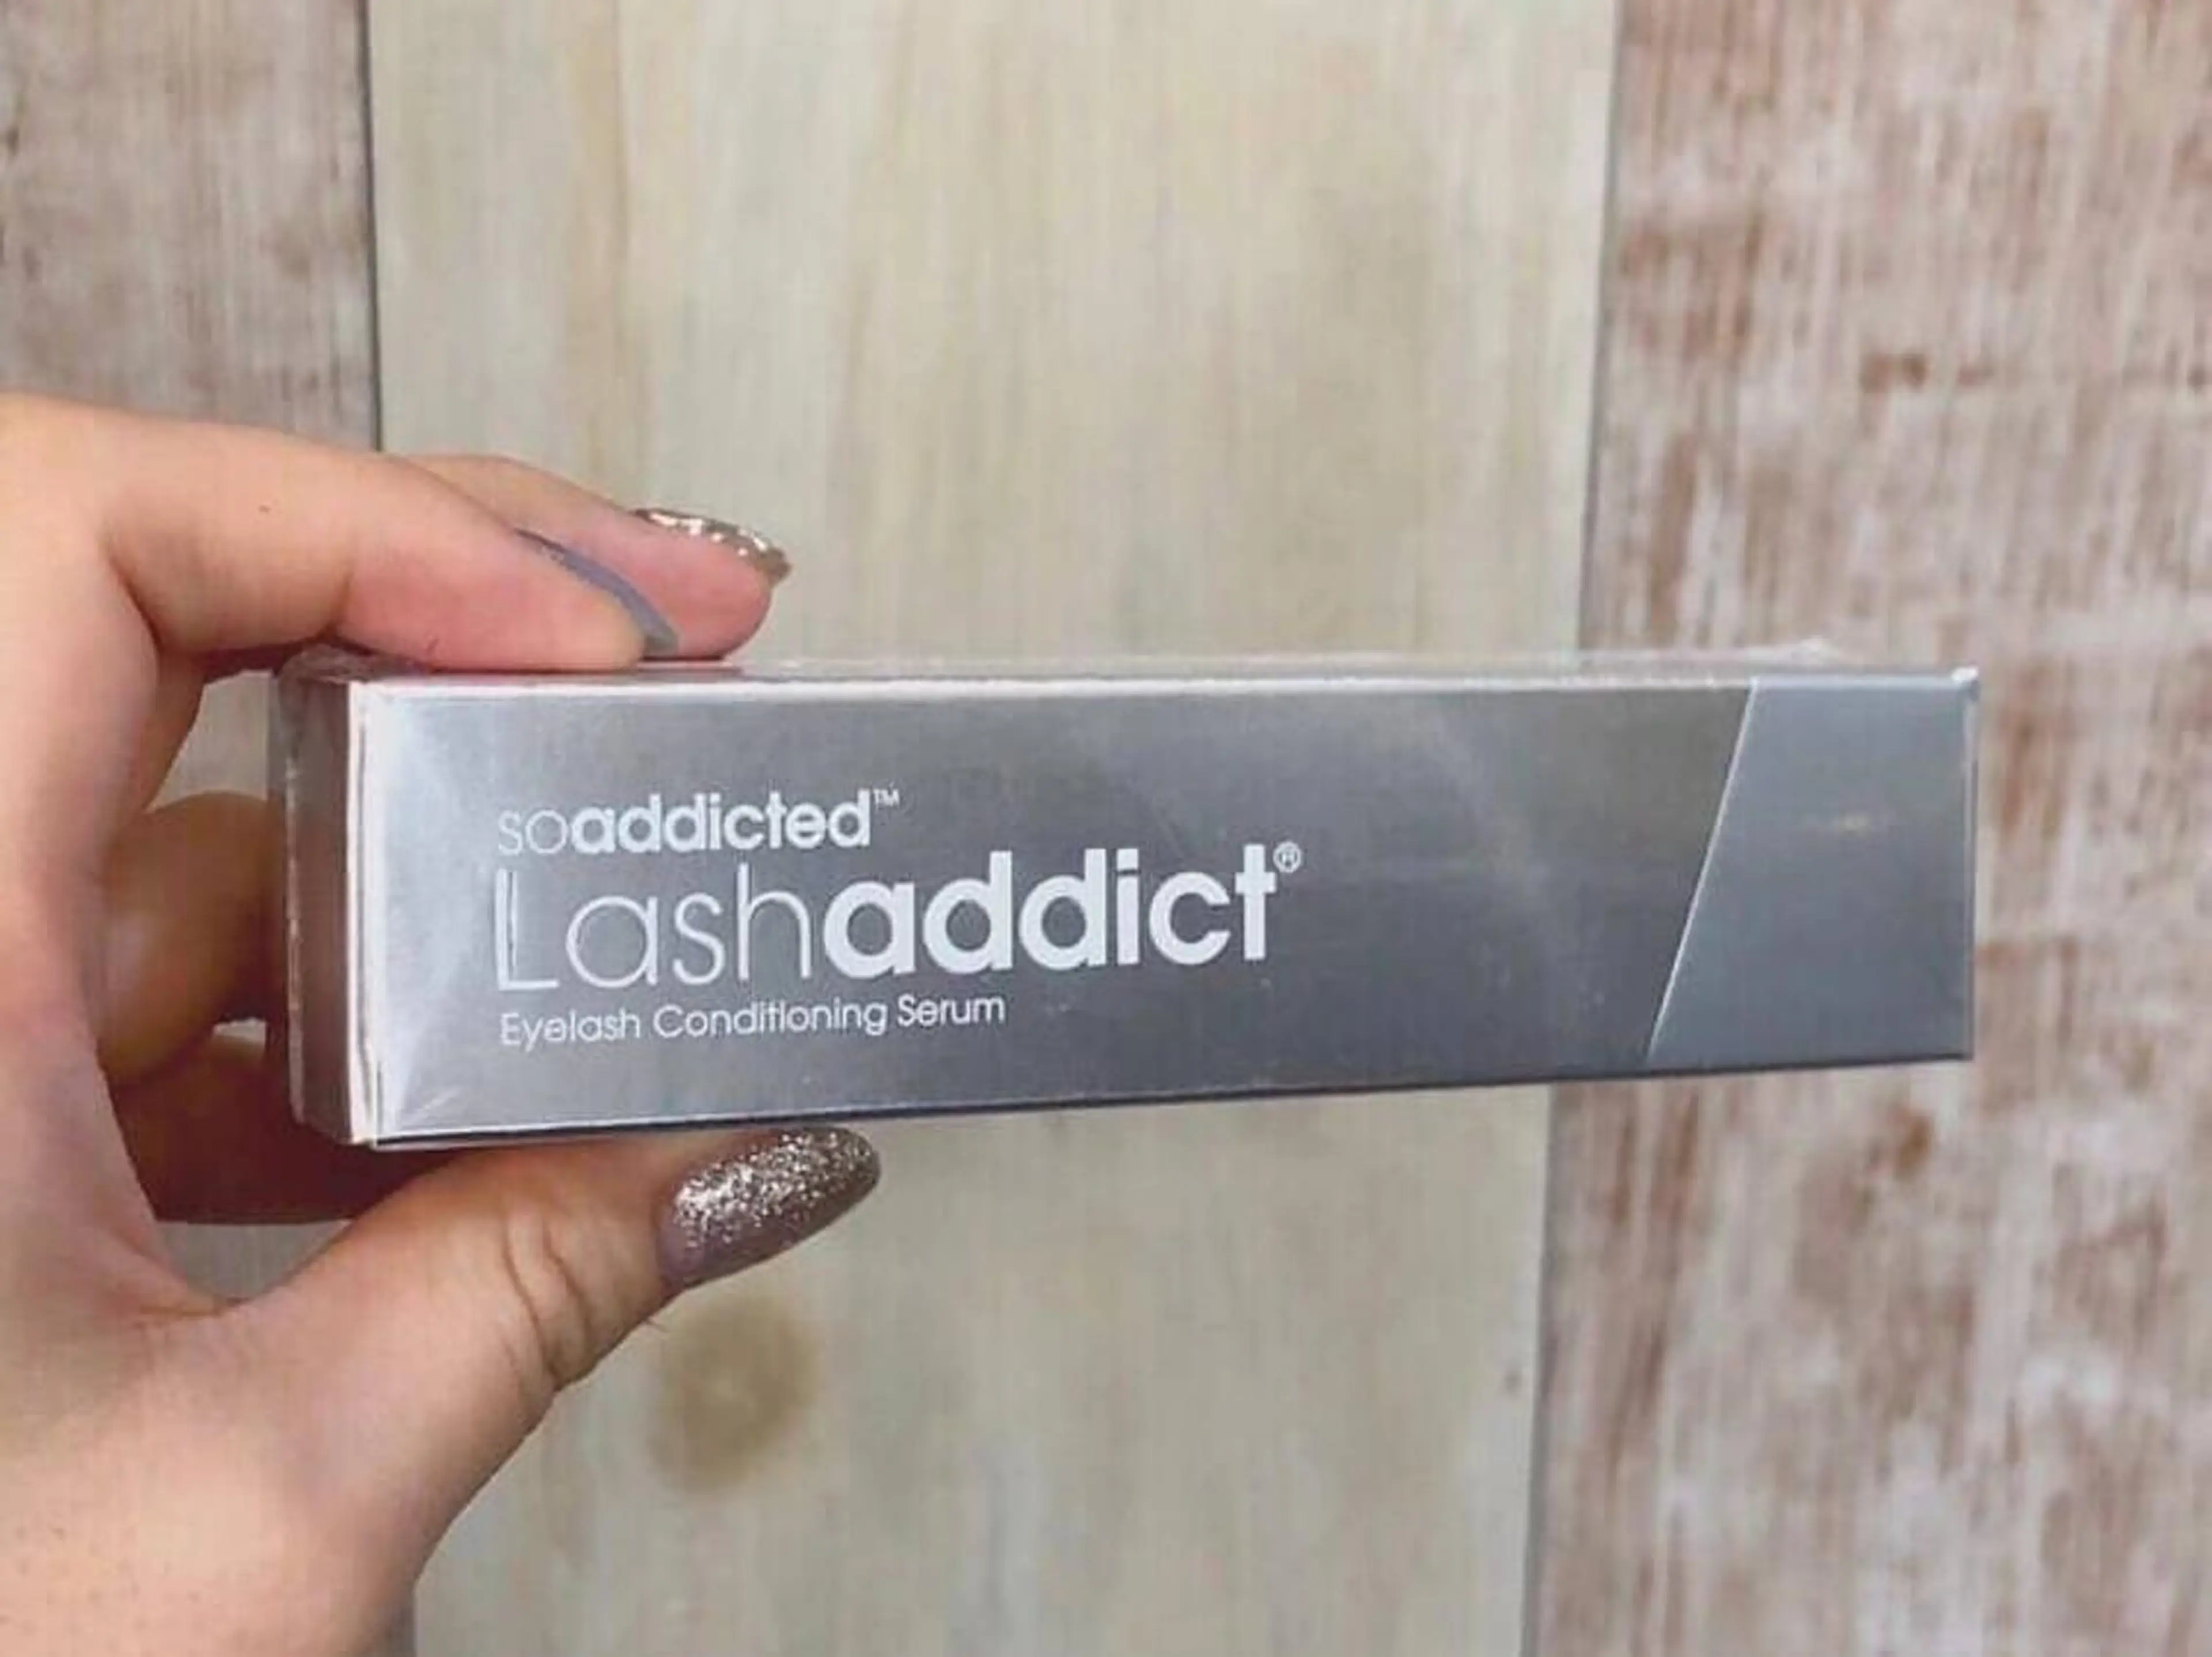 soaddicted™
Lashaddict®
Eyelash Conditioning Serum